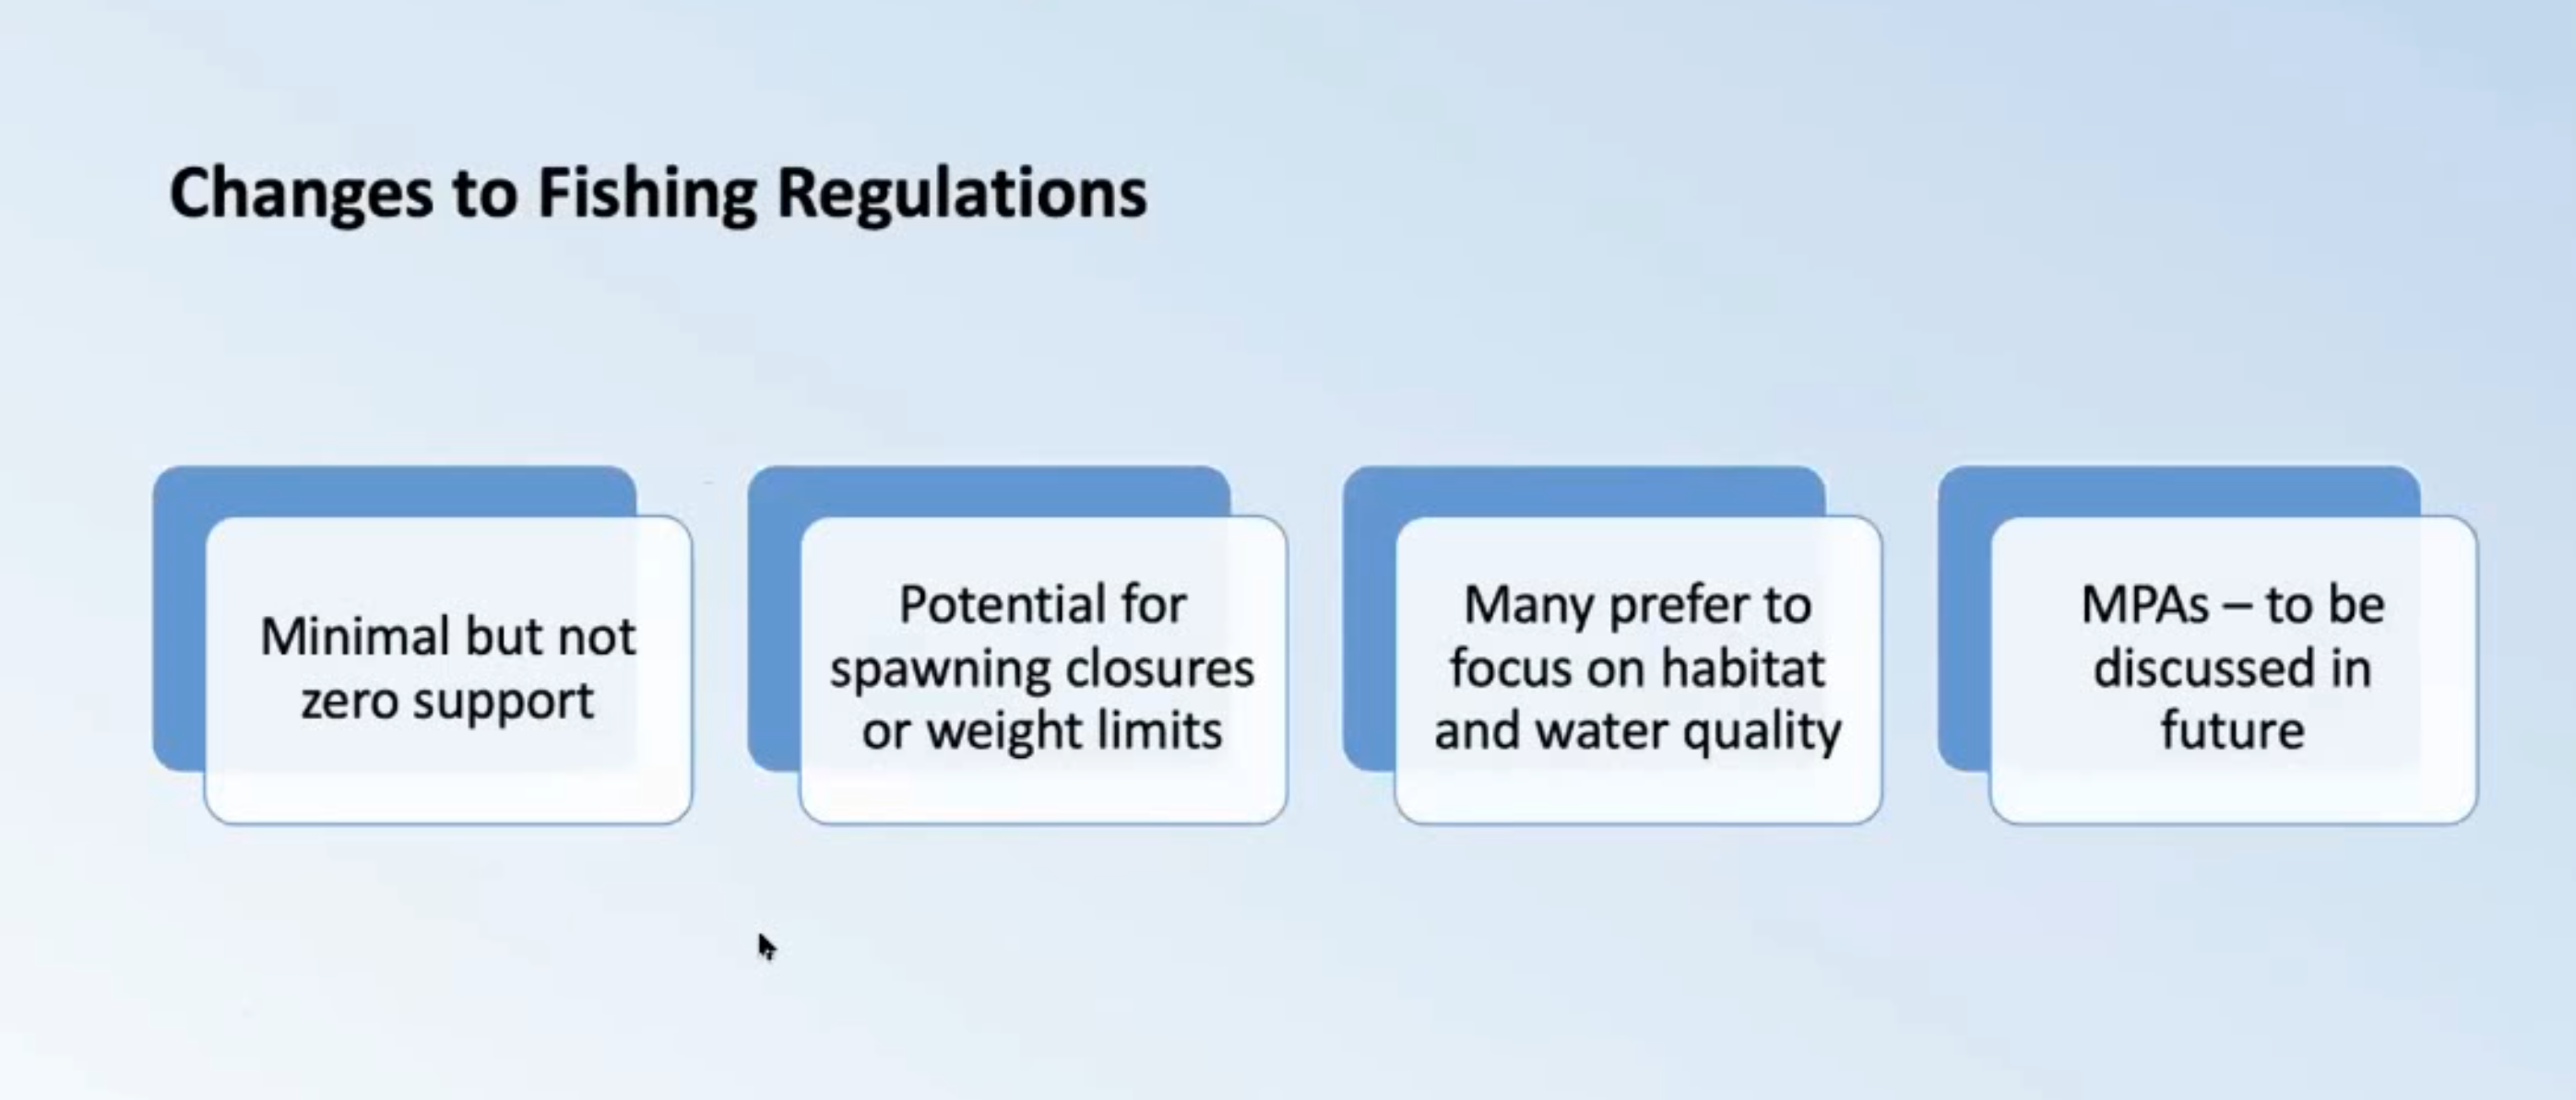 Changes to Fishing Regulations
Minimal but not
zero support
Potential for
spawning closures
or weight limits
Many prefer to
focus on habitat
and water quality
MPAs – to be
discussed in
future